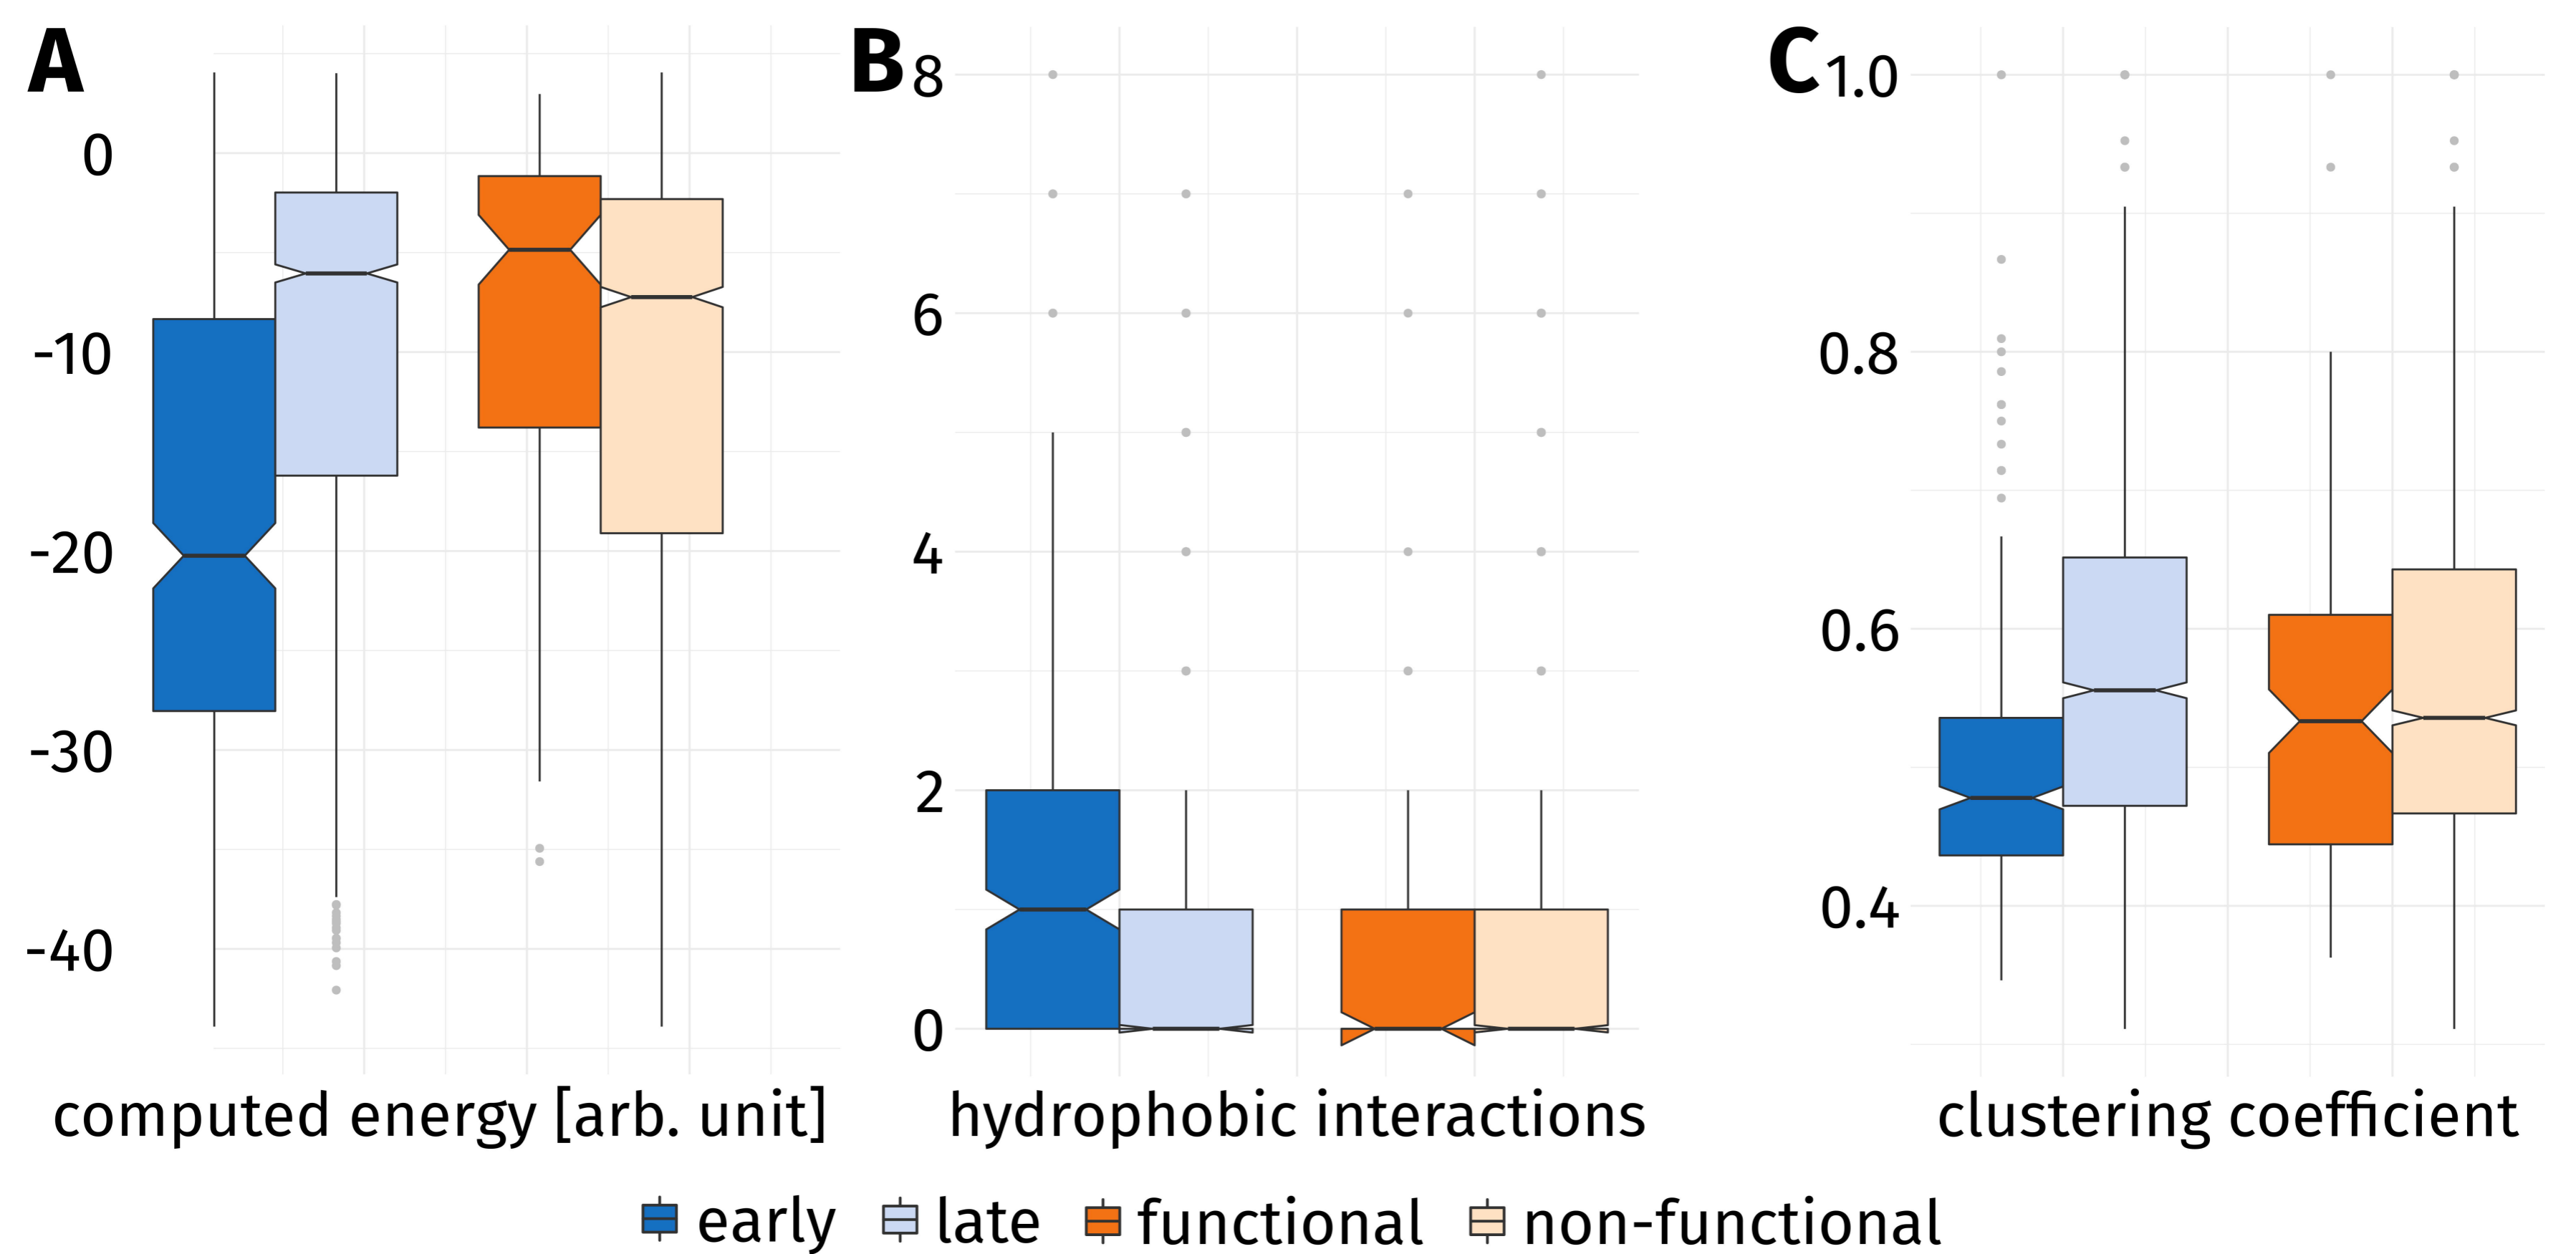 A
0
-10
-20
-30
-40
computed energy [arb. unit]
B
8
6
4
2
0
hydrophobic interactions
C
1.0
0.8
0.6
0.4
clustering coefficient
early late functional non-functional